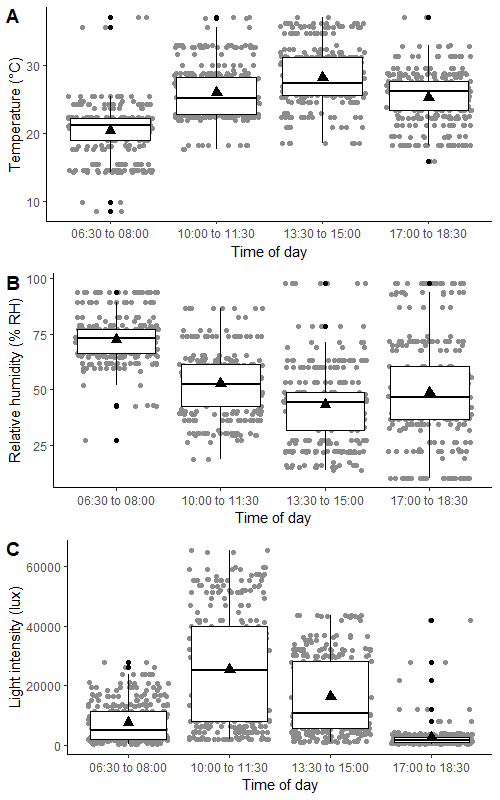 A
Temperature (°C)
30
20
10
06:30 to 08:00 10:00 to 11:30 13:30 to 15:00 17:00 to 18:30
Time of day
B
Relative humidity (% RH)
100
75
50
25
06:30 to 08:00 10:00 to 11:30 13:30 to 15:00 17:00 to 18:30
Time of day
C
Light intensity (lux)
60000
40000
20000
0
06:30 to 08:00 10:00 to 11:30 13:30 to 15:00 17:00 to 18:30
Time of day